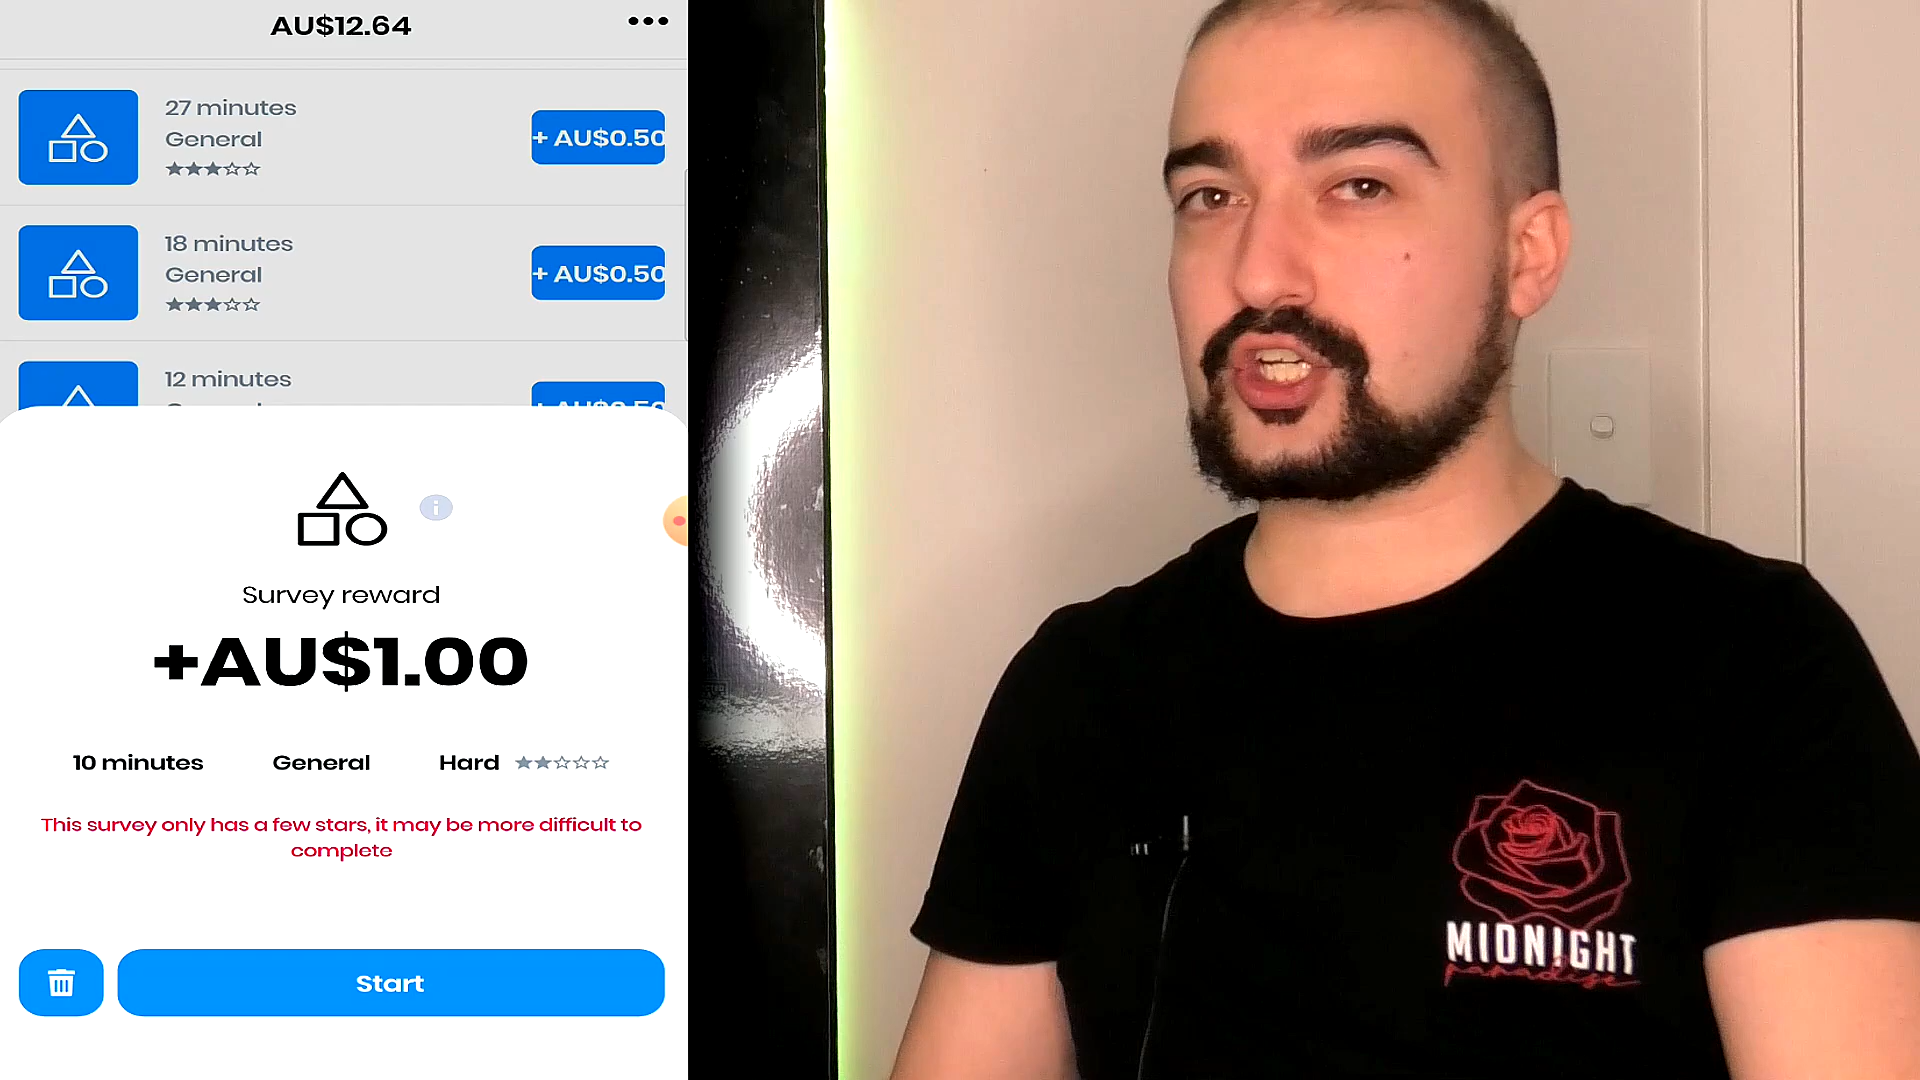 AU$12.64
27 minutes
General
+ AU$0.50
18 minutes
General
+ AU$0.50
12 minutes
Survey reward
+AU$1.00
10 minutes General Hard
This survey only has a few stars, it may be more difficult to
complete
Start
MIDNIGHT
paradise